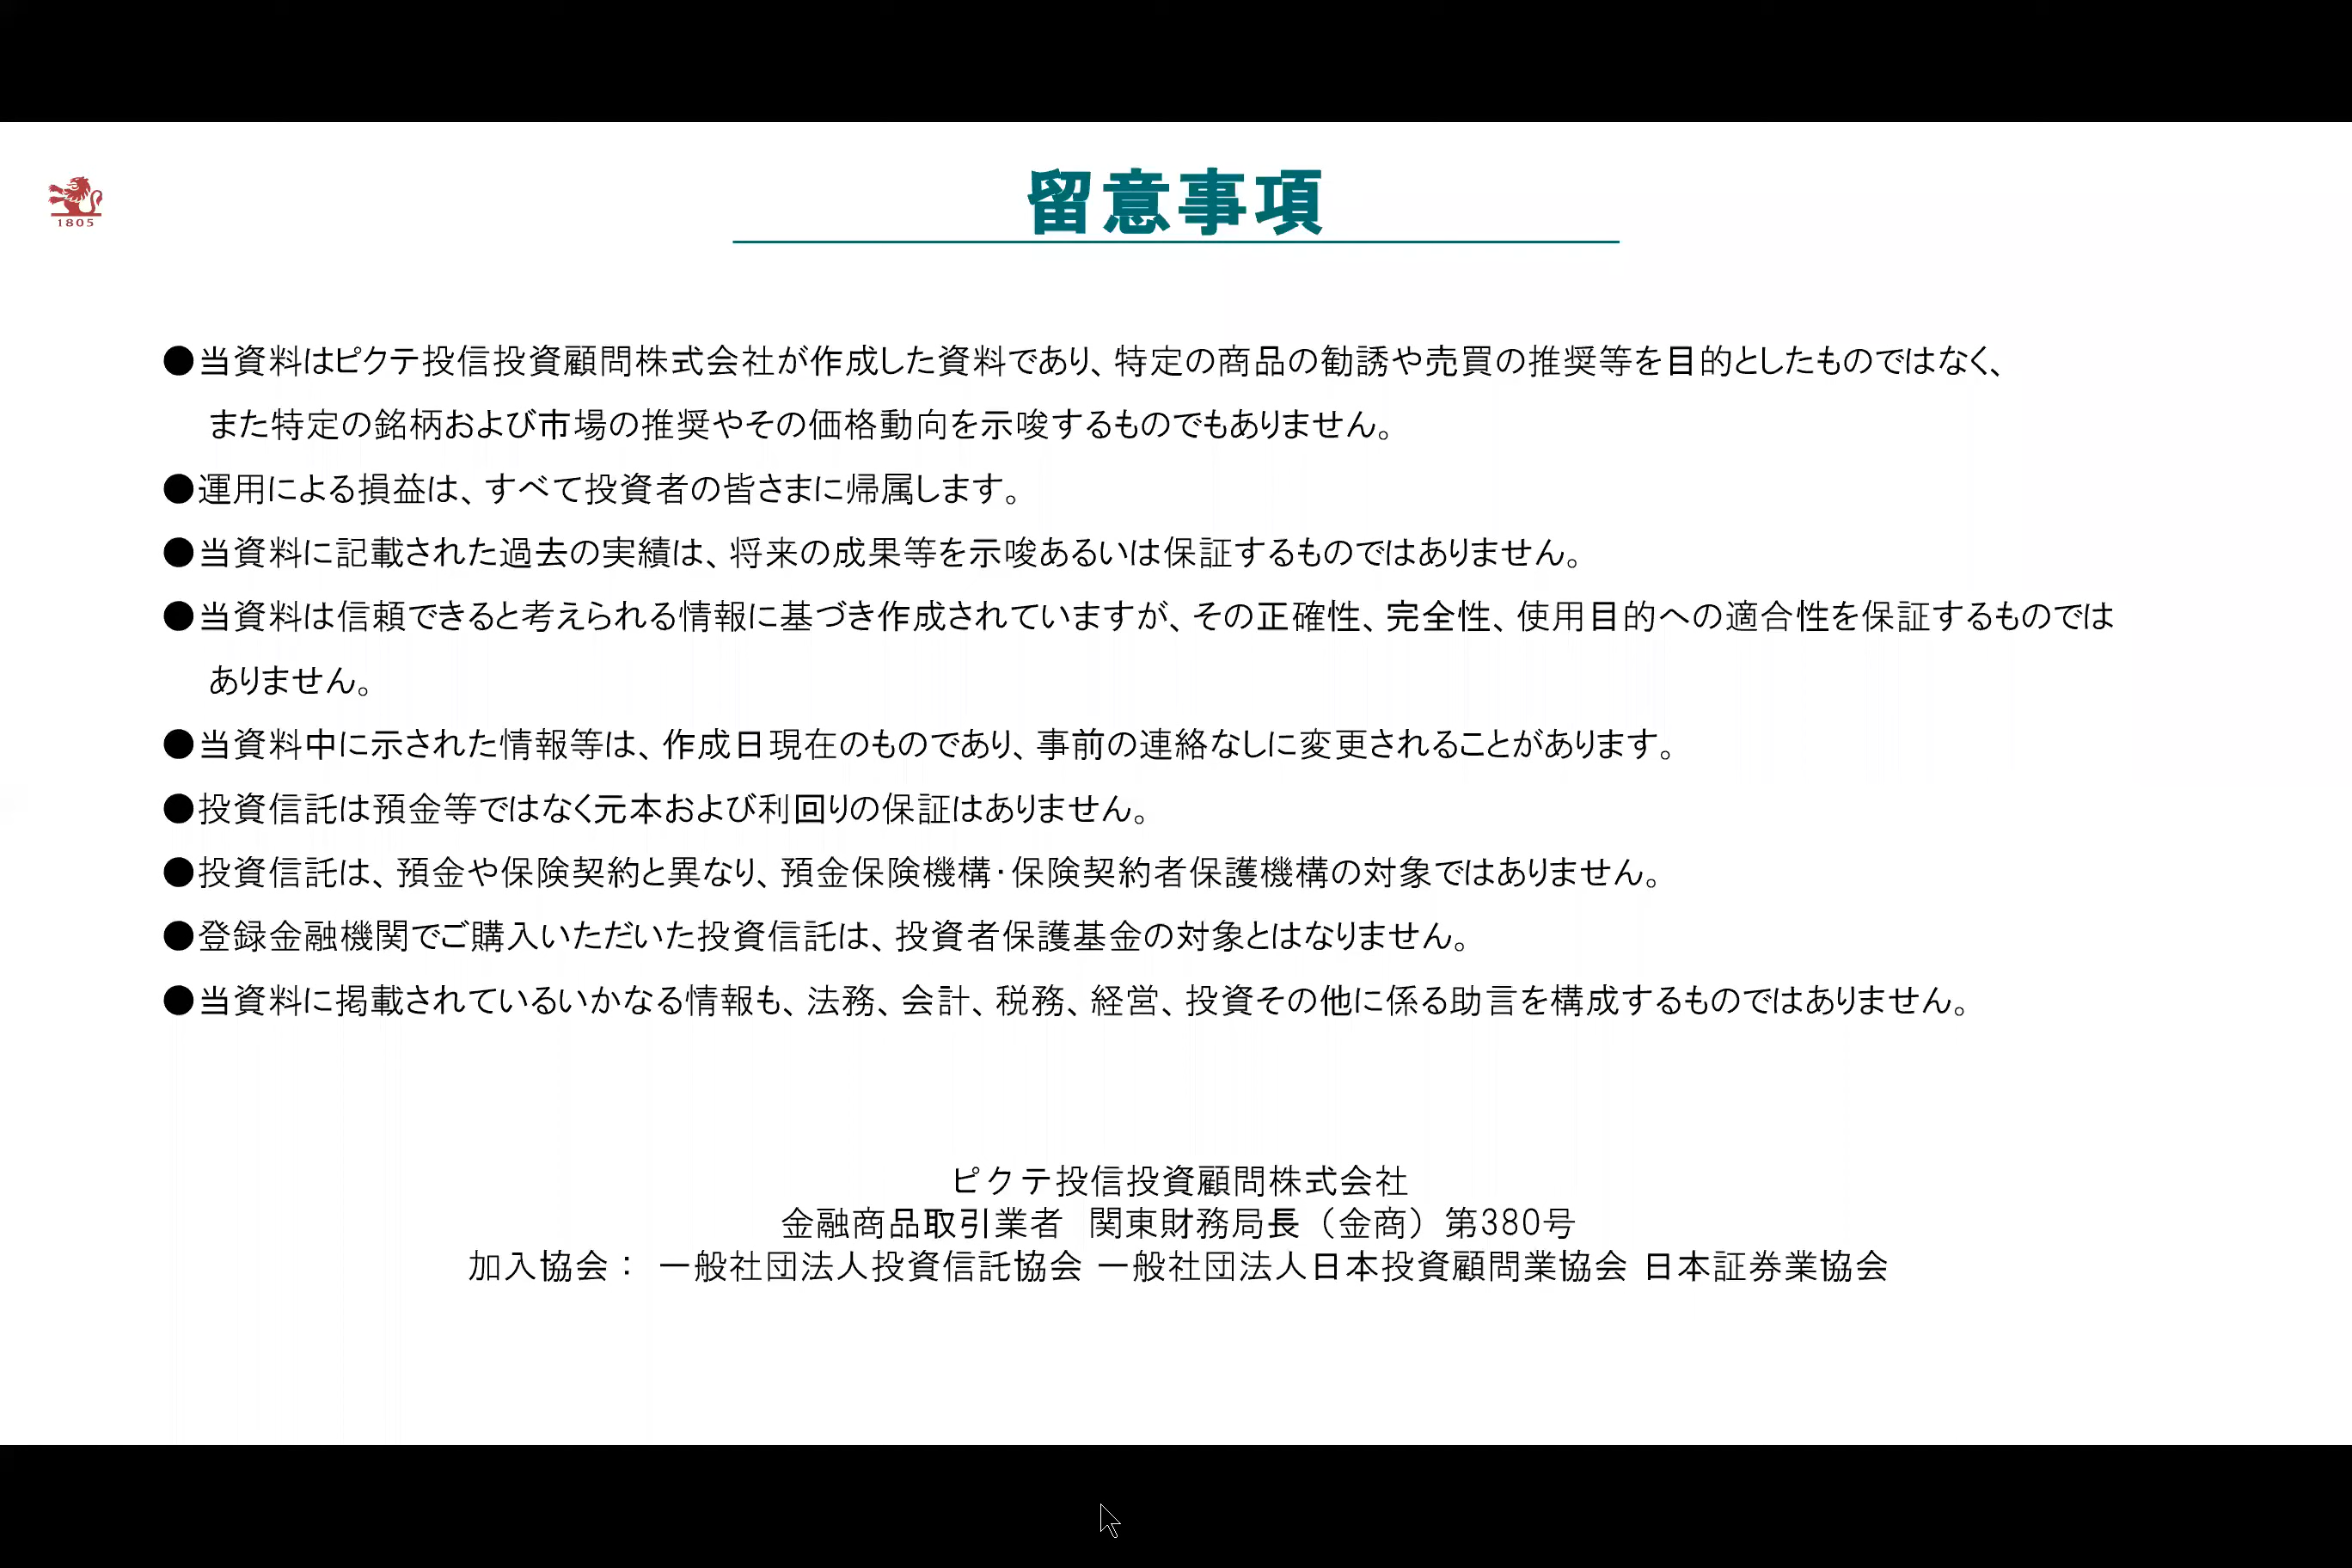 1805
留意事項
●当資料はピクテ投信投資顧問株式会社が作成した資料であり、特定の商品の勧誘や売買の推奨等を目的としたものではなく、
また特定の銘柄および市場の推奨やその価格動向を示唆するものでもありません。
●運用による損益は、すべて投資者の皆さまに帰属します。
●当資料に記載された過去の実績は、将来の成果等を示唆あるいは保証するものではありません。
●当資料は信頼できると考えられる情報に基づき作成されていますが、その正確性、完全性、使用目的への適合性を保証するものでは
ありません。
●当資料中に示された情報等は、作成日現在のものであり、事前の連絡なしに変更されることがあります。
●投資信託は預金等ではなく元本および利回りの保証はありません。
●投資信託は、預金や保険契約と異なり、預金保険機構・保険契約者保護機構の対象ではありません。
●登録金融機関でご購入いただいた投資信託は、投資者保護基金の対象とはなりません。
●当資料に掲載されているいかなる情報も、法務、会計、税務、経営、投資その他に係る助言を構成するものではありません。
ピクテ投信投資顧問株式会社
金融商品取引業者　関東財務局長（金商）第380号
加入協会： 一般社団法人投資信託協会 一般社団法人日本投資顧問業協会 日本証券業協会